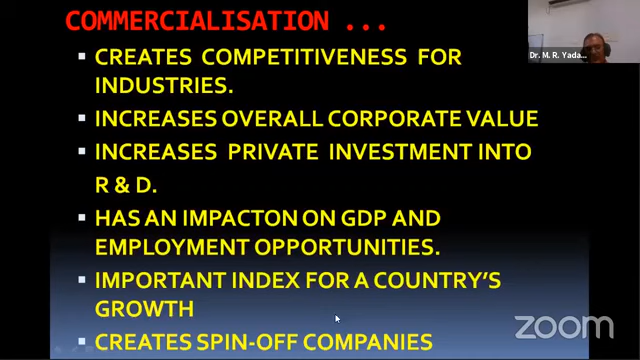 COMMERCIALISATION ...
Dr. M. R. Yada...
▪ CREATES COMPETITIVENESS FOR
INDUSTRIES.
▪ INCREASES OVERALL CORPORATE VALUE
▪ INCREASES PRIVATE INVESTMENT INTO
R & D.
▪ HAS AN IMPACTON ON GDP AND
EMPLOYMENT OPPORTUNITIES.
▪ IMPORTANT INDEX FOR A COUNTRY'S
GROWTH
▪ CREATES SPIN-OFF COMPANIES
zoom